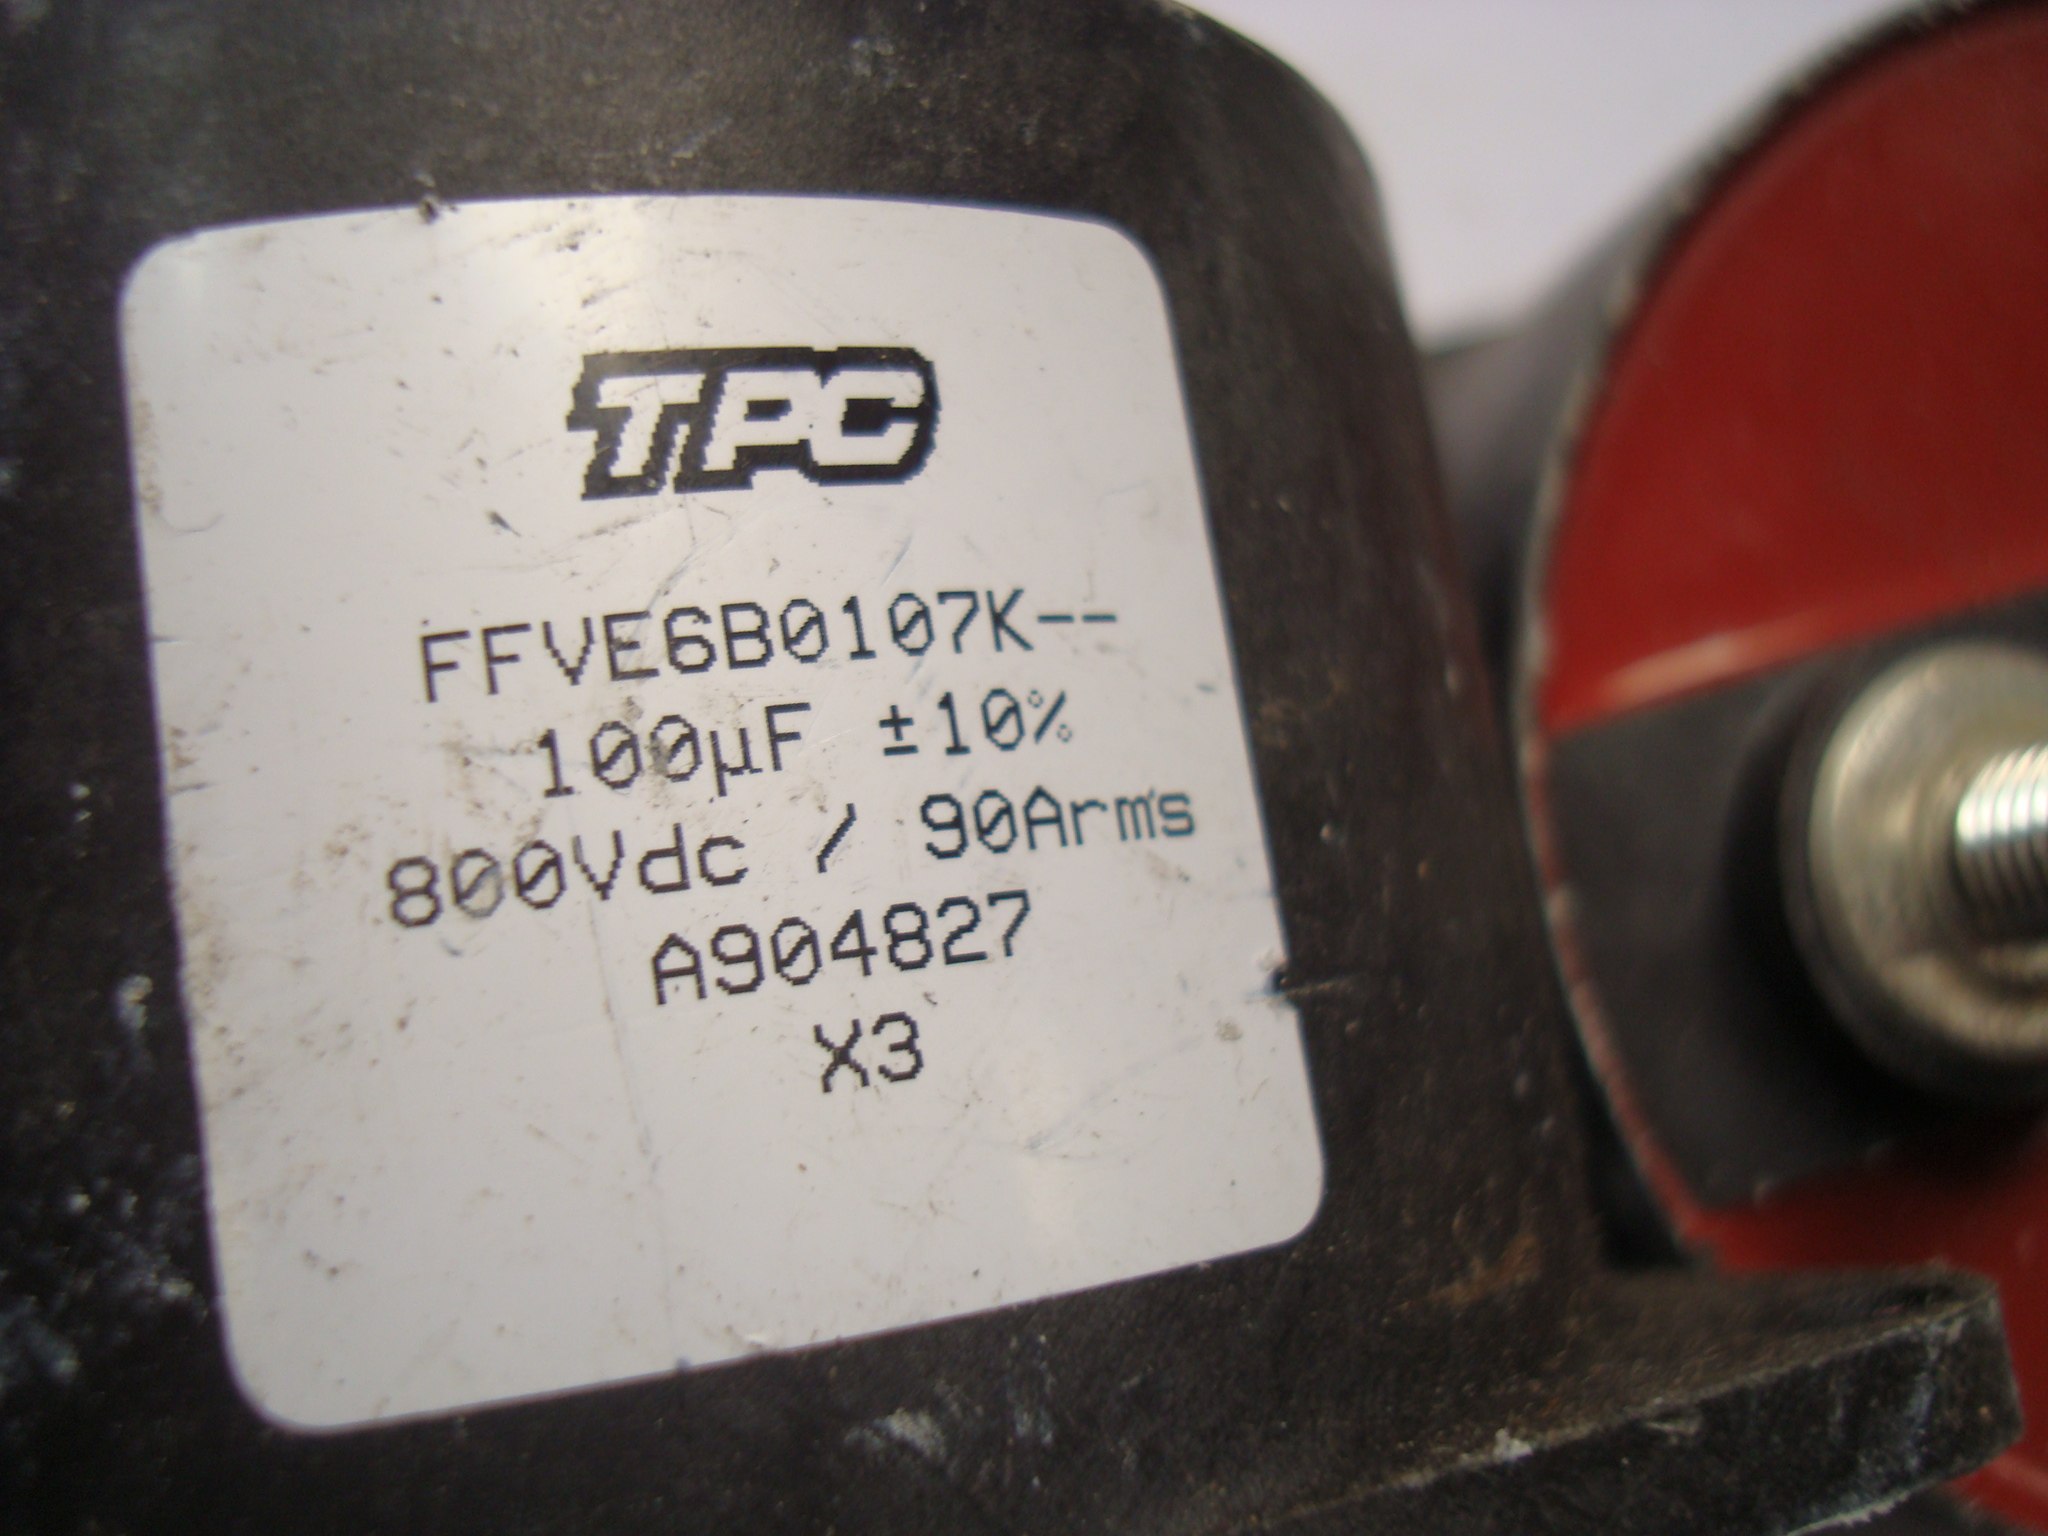 TPC
FFVE6B0107K--
100µF ±10%
800Vdc / 90Arms
A904827
X3